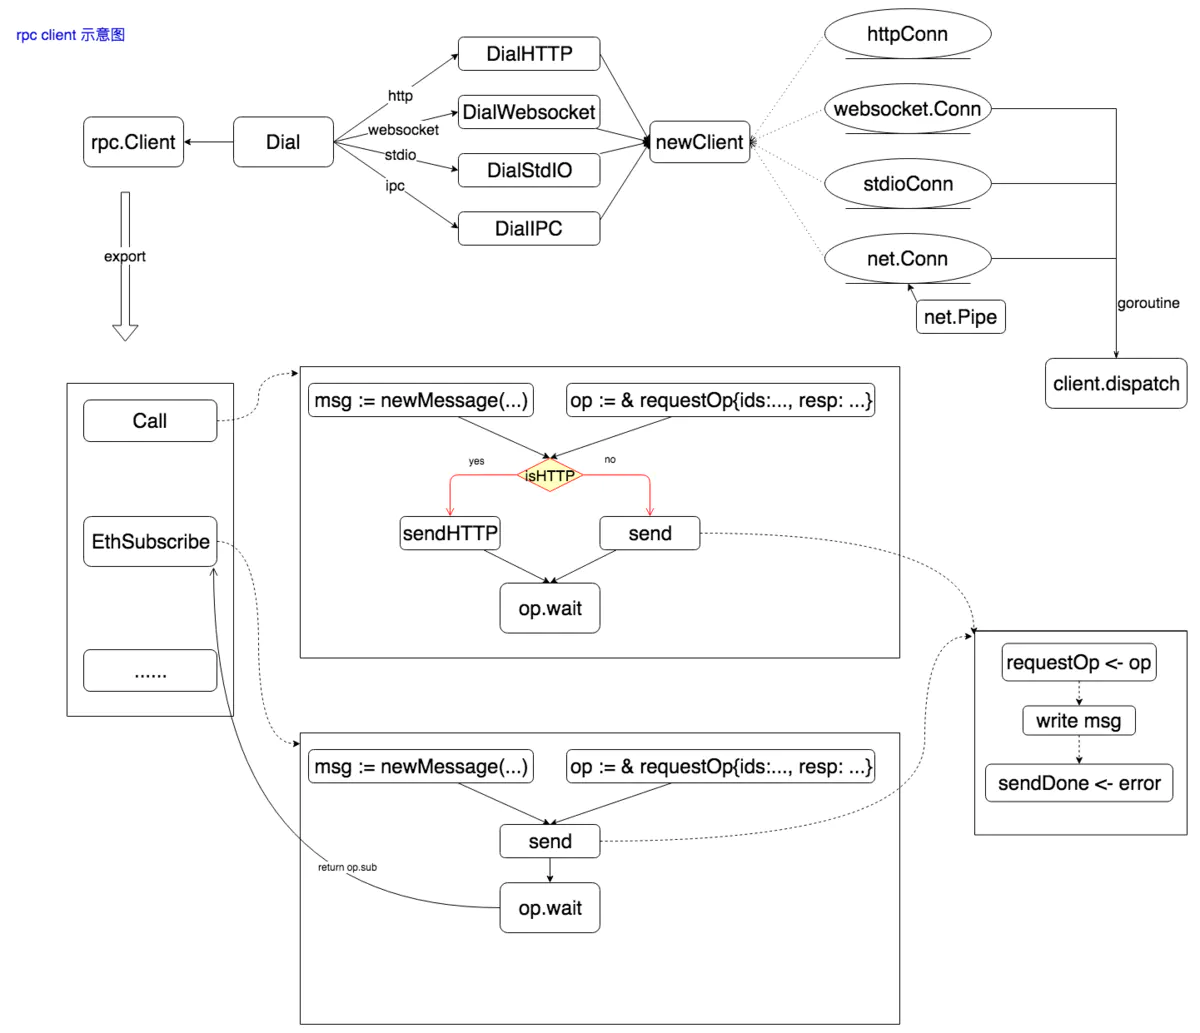 rpc client 示意图
rpc.Client
Dial
http
websocket
stdio
ipc
DialHTTP
DialWebsocket
DialStdIO
DialIPC
newClient
httpConn
websocket.Conn
stdioConn
net.Conn
net.Pipe
goroutine
client.dispatch
export
Call
EthSubscribe
......
msg := newMessage(...)
op := & requestOp{ids:..., resp: ...}
yes
isHTTP
no
sendHTTP
send
op.wait
requestOp <- op
write msg
sendDone <- error
msg := newMessage(...)
op := & requestOp{ids:..., resp: ...}
send
return op.sub
op.wait